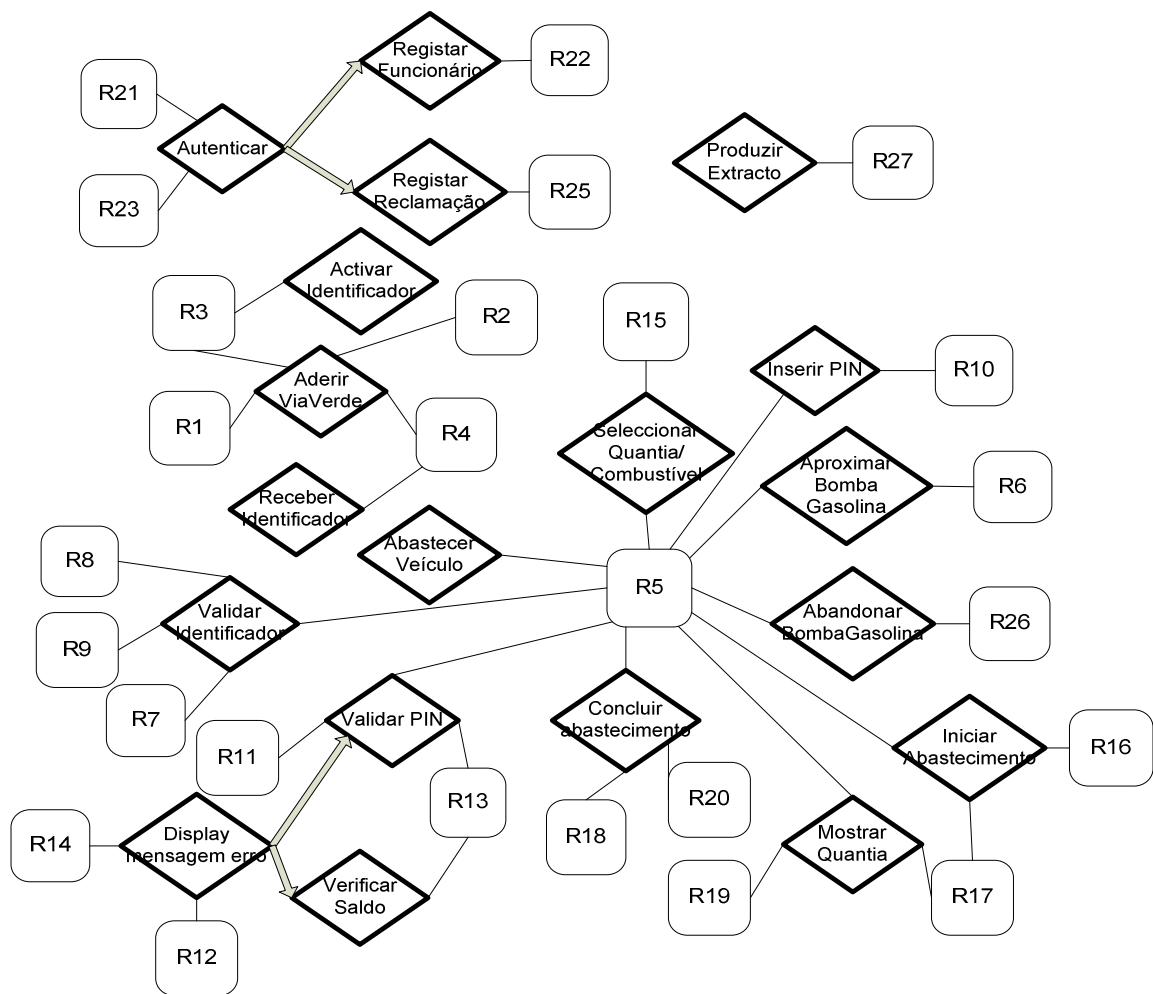 Registar
Funcionário
R22
R21
Autenticar
Produzir
Extracto
R27
Registar
Reclamação
R25
R23
Activar
Identificador
R3
R2
R15
Aderir
ViaVerde
Inserir PIN
R10
R1
R4
Seleccionar
Quantia/
Combustível
Aproximar
Bomba
Gasolina
R6
Receber
Identificador
Abastecer
Veículo
R8
R5
Validar
Identificador
Abandonar
BombaGasolina
R26
R9
R7
Validar PIN
Concluir
abastecimento
Iniciar
Abastecimento
R16
R11
R13
R20
R18
Display
mensagem erro
R14
Mostrar
Quantia
Verificar
Saldo
R19
R17
R12